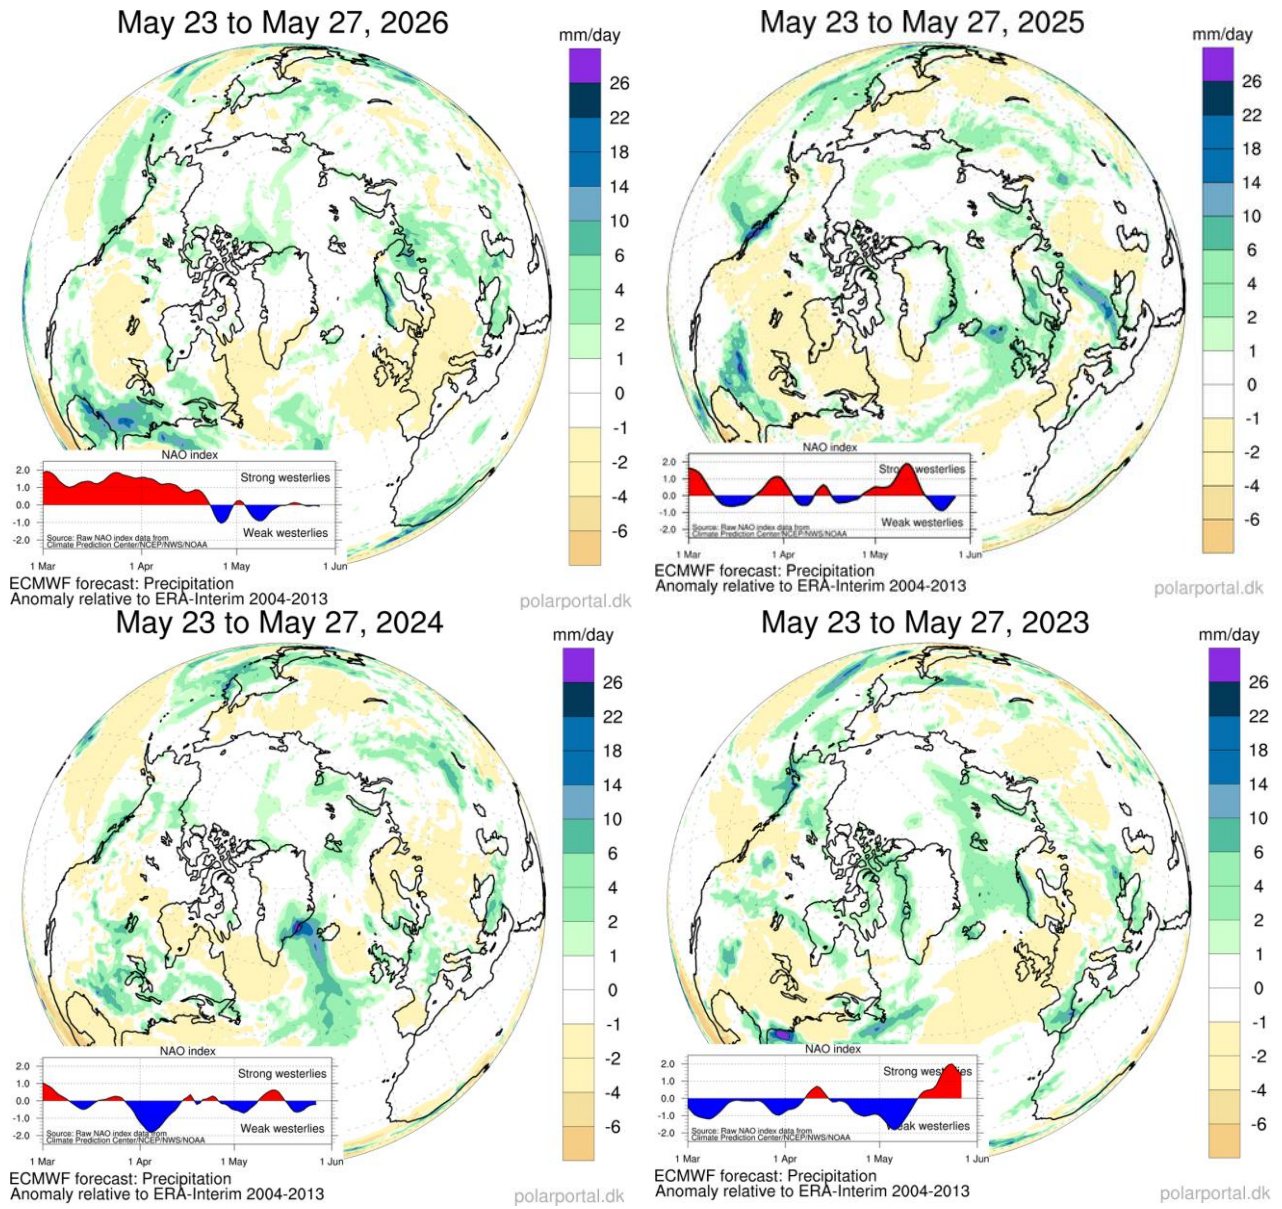 May 23 to May 27, 2026
mm/day
26
22
18
14
10
6
4
2
1
0
-1
-2
-4
-6
NAO index
2.0
1.0
0.0
-1.0
-2.0
Strong westerlies
Weak westerlies
Source: Raw NAO index data from
Climate Prediction Center/NCEP/NWS/NOAA
1 Mar 1 Apr 1 May 1 Jun
ECMWF forecast: Precipitation
Anomaly relative to ERA-Interim 2004-2013
polarportal.dk
May 23 to May 27, 2025
mm/day
26
22
18
14
10
6
4
2
1
0
-1
-2
-4
-6
NAO index
2.0
1.0
0.0
-1.0
-2.0
Strong westerlies
Weak westerlies
Source: Raw NAO index data from
Climate Prediction Center/NCEP/NWS/NOAA
1 Mar 1 Apr 1 May 1 Jun
ECMWF forecast: Precipitation
Anomaly relative to ERA-Interim 2004-2013
polarportal.dk
May 23 to May 27, 2024
mm/day
26
22
18
14
10
6
4
2
1
0
-1
-2
-4
-6
NAO index
2.0
1.0
0.0
-1.0
-2.0
Strong westerlies
Weak westerlies
Source: Raw NAO index data from
Climate Prediction Center/NCEP/NWS/NOAA
1 Mar 1 Apr 1 May 1 Jun
ECMWF forecast: Precipitation
Anomaly relative to ERA-Interim 2004-2013
polarportal.dk
May 23 to May 27, 2023
mm/day
26
22
18
14
10
6
4
2
1
0
-1
-2
-4
-6
NAO index
2.0
1.0
0.0
-1.0
-2.0
Strong westerlies
Weak westerlies
Source: Raw NAO index data from
Climate Prediction Center/NCEP/NWS/NOAA
1 Mar 1 Apr 1 May 1 Jun
ECMWF forecast: Precipitation
Anomaly relative to ERA-Interim 2004-2013
polarportal.dk